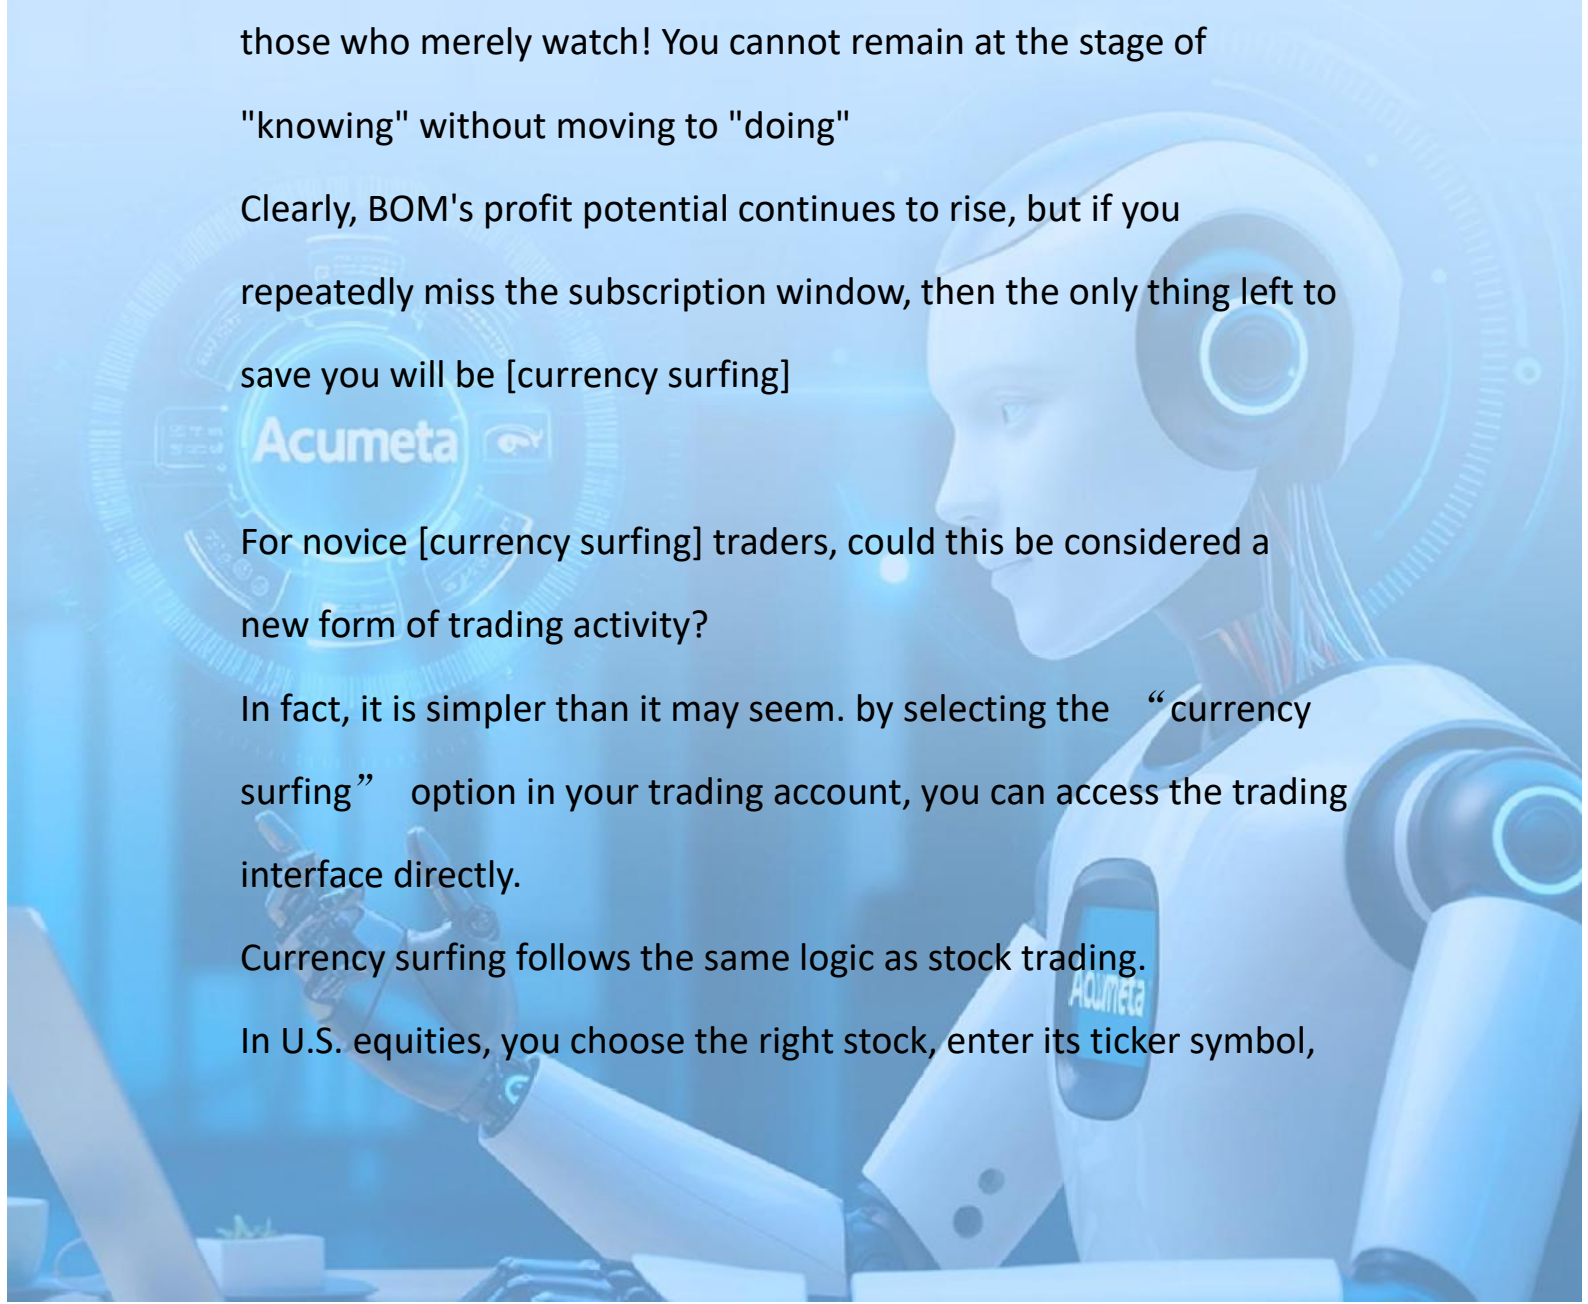 those who merely watch! You cannot remain at the stage of
"knowing" without moving to "doing"
Clearly, BOM's profit potential continues to rise, but if you
repeatedly miss the subscription window, then the only thing left to
save you will be [currency surfing]
Acumeta
For novice [currency surfing] traders, could this be considered a
new form of trading activity?
In fact, it is simpler than it may seem. by selecting the “currency
surfing” option in your trading account, you can access the trading
interface directly.
Currency surfing follows the same logic as stock trading.
Acumeta
In U.S. equities, you choose the right stock, enter its ticker symbol,